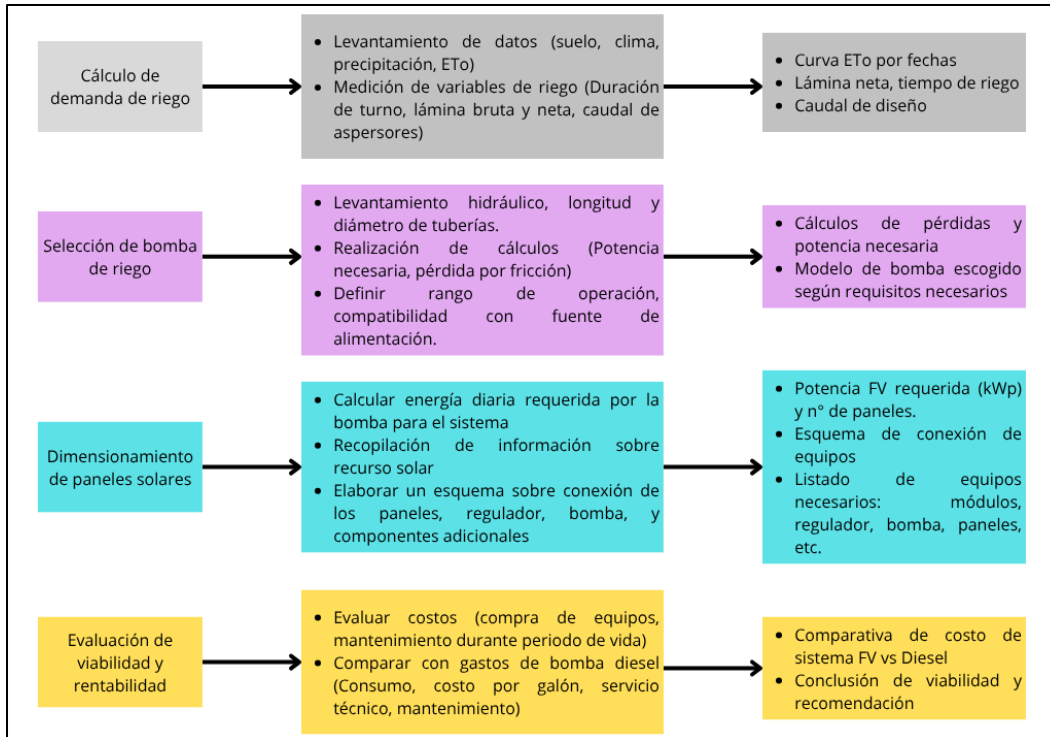 Cálculo de
demanda de riego
• Levantamiento de datos (suelo, clima,
precipitación, ETo)
• Medición de variables de riego (Duración
de turno, lámina bruta y neta, caudal de
aspersores)
• Curva ETo por fechas
• Lámina neta, tiempo de riego
• Caudal de diseño
Selección de bomba
de riego
• Levantamiento hidráulico, longitud y
diámetro de tuberías.
• Realización de cálculos (Potencia
necesaria, pérdida por fricción)
• Definir rango de operación,
compatibilidad con fuente de
alimentación.
• Cálculos de pérdidas y
potencia necesaria
• Modelo de bomba escogido
según requisitos necesarios
Dimensionamiento
de paneles solares
• Calcular energía diaria requerida por la
bomba para el sistema
• Recopilación de información sobre
recurso solar
• Elaborar un esquema sobre conexión de
los paneles, regulador, bomba, y
componentes adicionales
• Potencia FV requerida (kWp)
y n° de paneles.
• Esquema de conexión de
equipos
• Listado de equipos
necesarios: módulos,
regulador, bomba, paneles,
etc.
Evaluación de
viabilidad y
rentabilidad
• Evaluar costos (compra de equipos,
mantenimiento durante periodo de vida)
• Comparar con gastos de bomba diesel
(Consumo, costo por galón, servicio
técnico, mantenimiento)
• Comparativa de costo de
sistema FV vs Diesel
• Conclusión de viabilidad y
recomendación